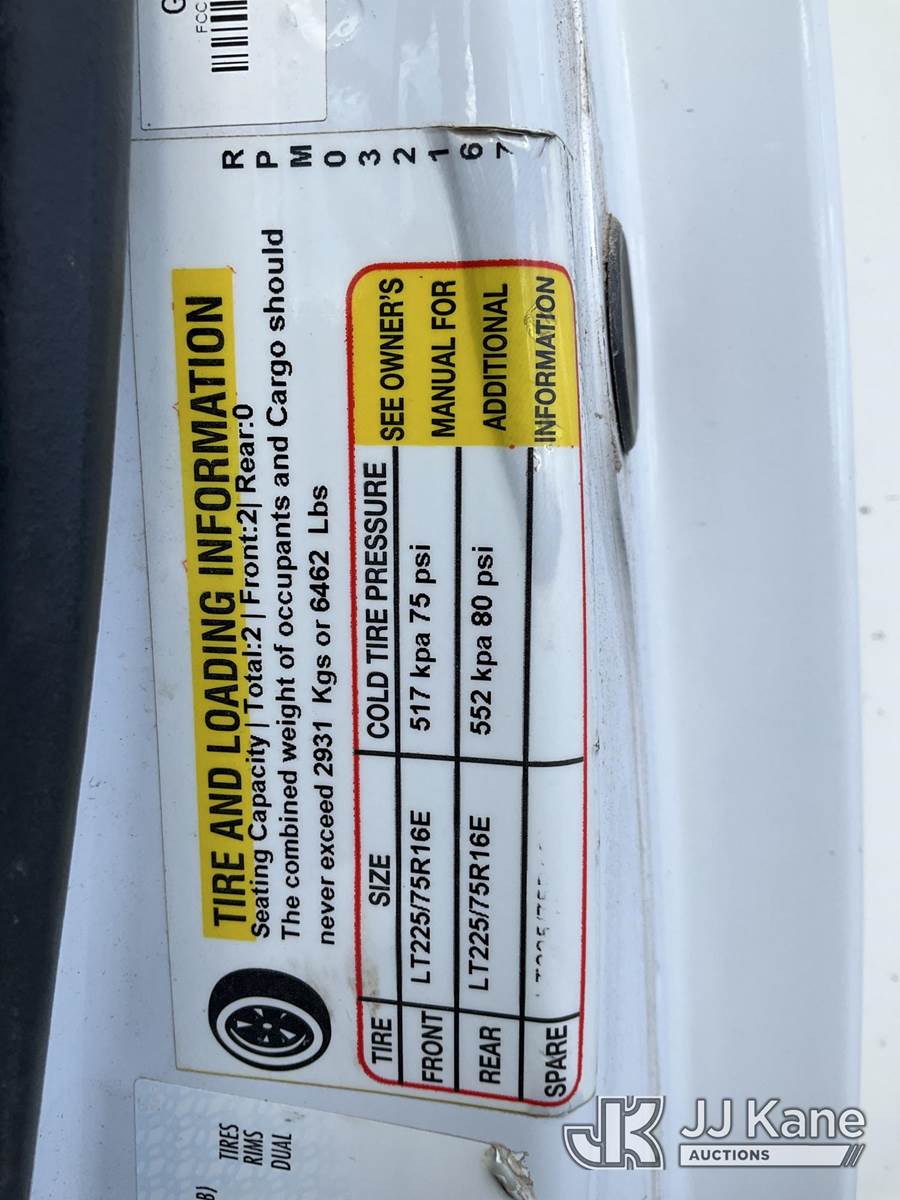 G
FCC
R
P
M
0
3
2
1
6
7
TIRE AND LOADING INFORMATION
Seating Capacity | Total:2 | Front:2| Rear:0
The combined weight of occupants and Cargo should
never exceed 2931 Kgs or 6462 Lbs
TIRE SIZE COLD TIRE PRESSURE SEE OWNER'S
FRONT LT225/75R16E 517 kpa 75 psi MANUAL FOR
REAR LT225/75R16E 552 kpa 80 psi ADDITIONAL
SPARE INFORMATION
TIRES
RIMS
DUAL
JJ Kane
AUCTIONS